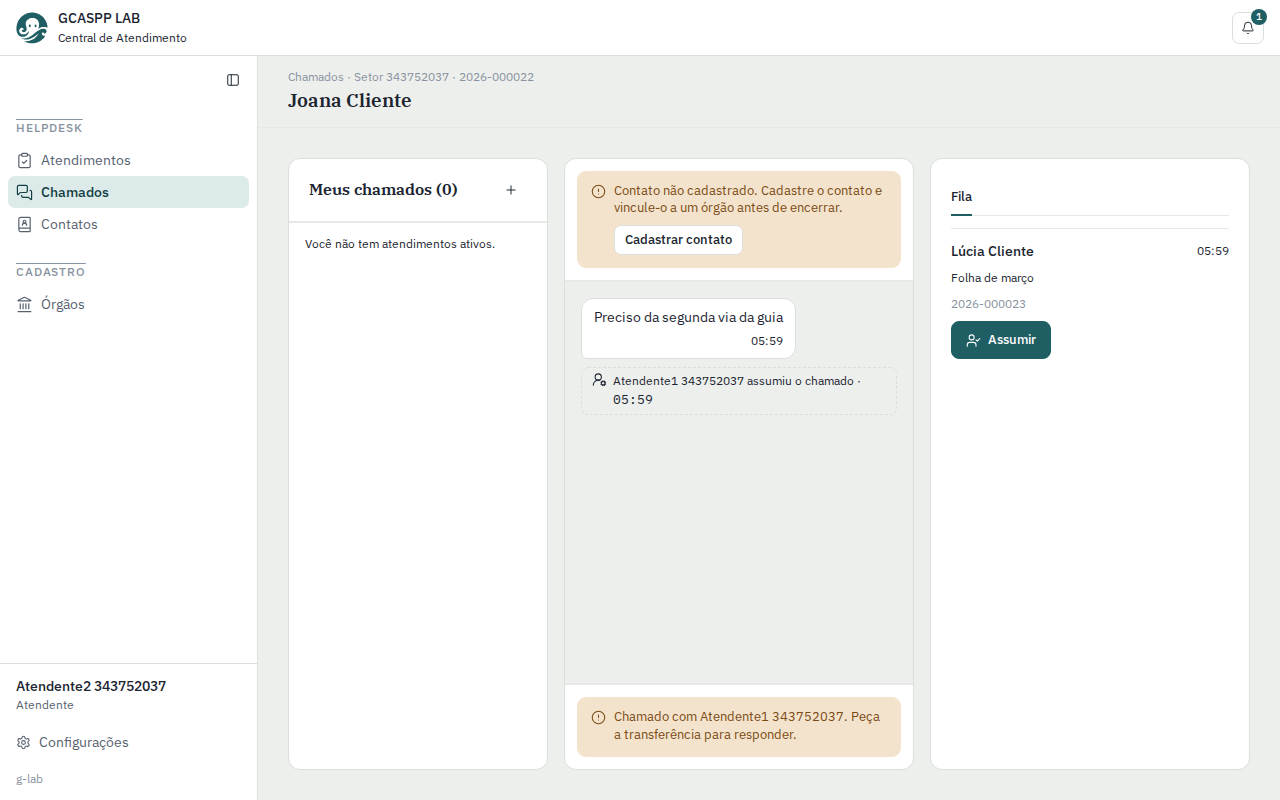 GCASPP LAB
Central de Atendimento
1
HELPDESK
Atendimentos
Chamados
Contatos
CADASTRO
Órgãos
Atendente2 343752037
Atendente
Configurações
g-lab
Chamados · Setor 343752037 · 2026-000022
Joana Cliente
Meus chamados (0)
Você não tem atendimentos ativos.
Contato não cadastrado. Cadastre o contato e
vincule-o a um órgão antes de encerrar.
Cadastrar contato
Preciso da segunda via da guia
05:59
Atendente1 343752037 assumiu o chamado ·
05:59
Chamado com Atendente1 343752037. Peça
a transferência para responder.
Fila
Lúcia Cliente
05:59
Folha de março
2026-000023
Assumir